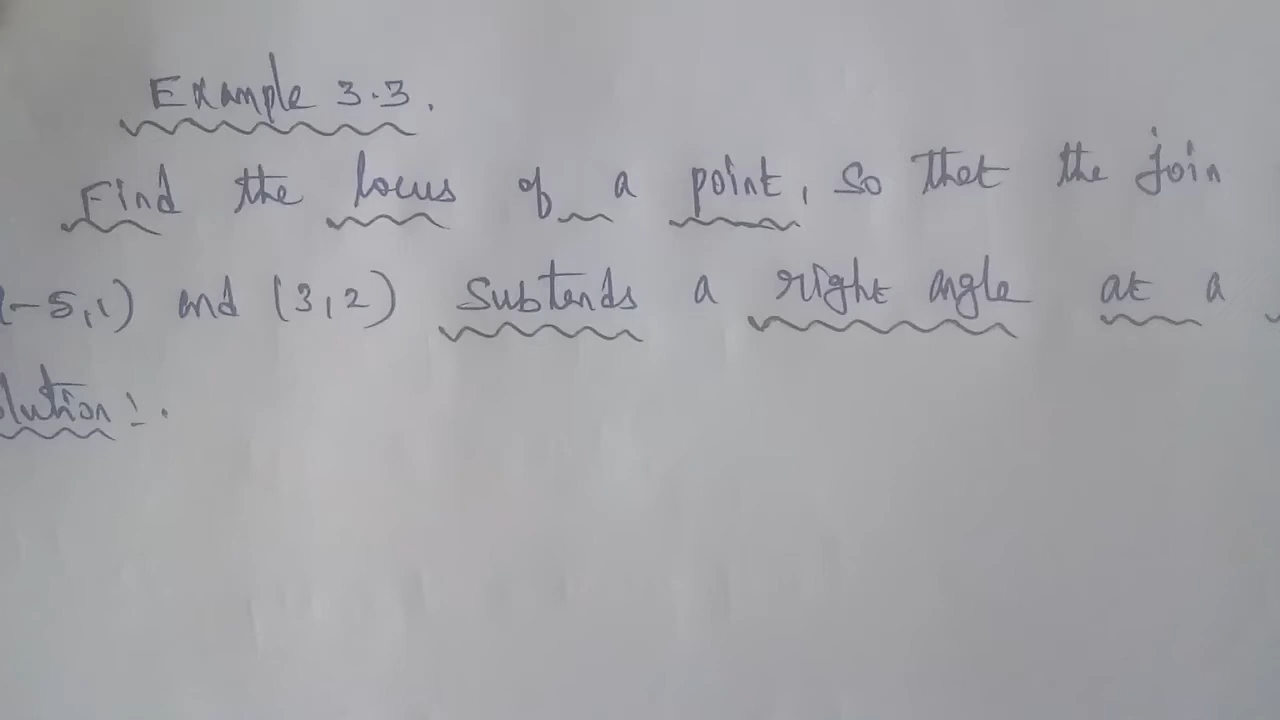 Example 3.3.
Find the locus of a point, so that the join
(-5,1) and (3,2) subtends a right angle at a
lution:.